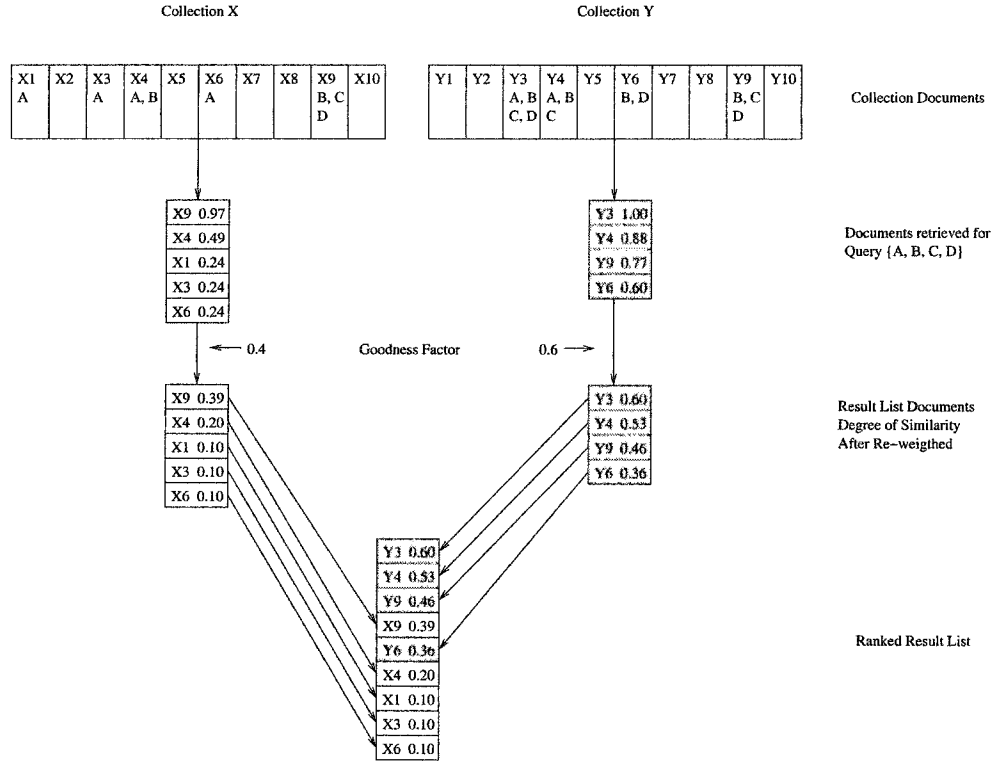 Collection X
Collection Y
X1 X2 X3 X4 X5 X6 X7 X8 X9 X10
A A A, B A B, C
D
Y1 Y2 Y3 Y4 Y5 Y6 Y7 Y8 Y9 Y10
A, B A, B B, D B, C
C, D C D
Collection Documents
X9 0.97
X4 0.49
X1 0.24
X3 0.24
X6 0.24
Y3 1.00
Y4 0.88
Y9 0.77
Y6 0.60
Documents retrieved for
Query {A, B, C, D}
0.4
Goodness Factor
0.6
X9 0.39
X4 0.20
X1 0.10
X3 0.10
X6 0.10
Y3 0.60
Y4 0.53
Y9 0.46
Y6 0.36
Result List Documents
Degree of Similarity
After Re-weigthed
Y3 0.60
Y4 0.53
Y9 0.46
X9 0.39
Y6 0.36
X4 0.20
X1 0.10
X3 0.10
X6 0.10
Ranked Result List